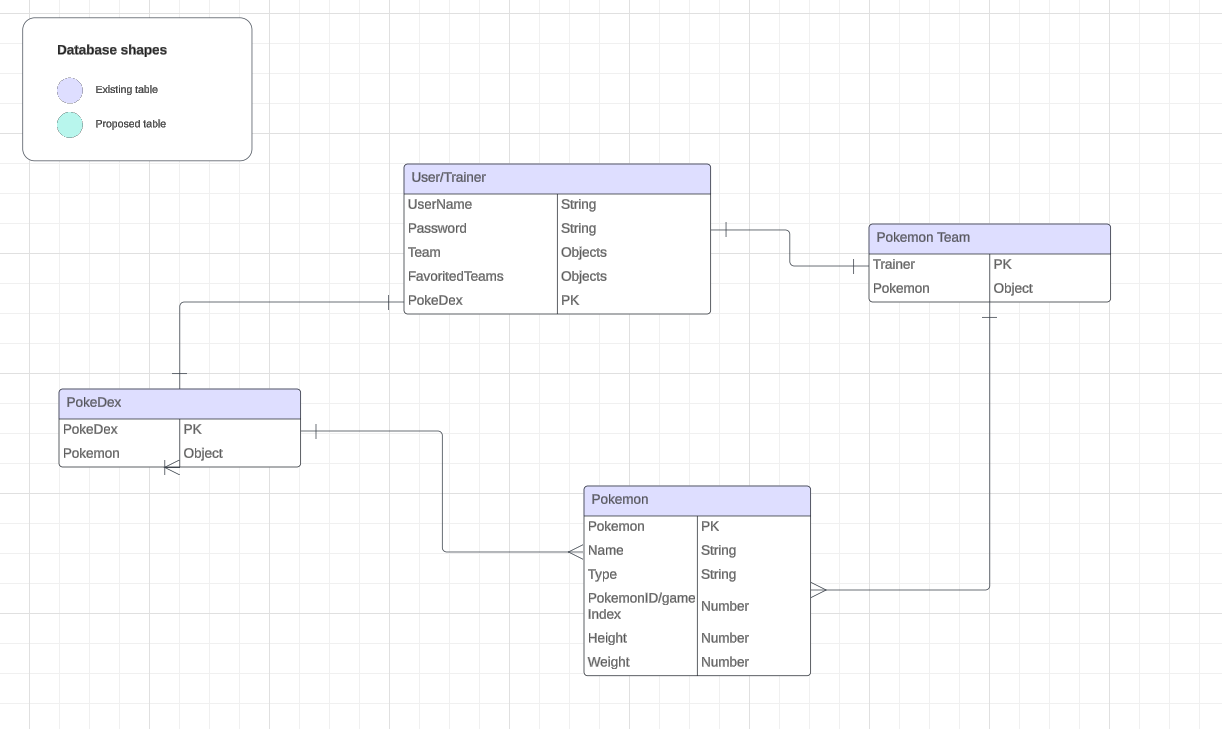 Database shapes
Existing table
Proposed table
User/Trainer
UserName String
Password String
Team Objects
FavoritedTeams Objects
PokeDex PK
Pokemon Team
Trainer PK
Pokemon Object
PokeDex
PokeDex PK
Pokemon Object
Pokemon
Pokemon PK
Name String
Type String
PokemonID/game
Index Number
Height Number
Weight Number